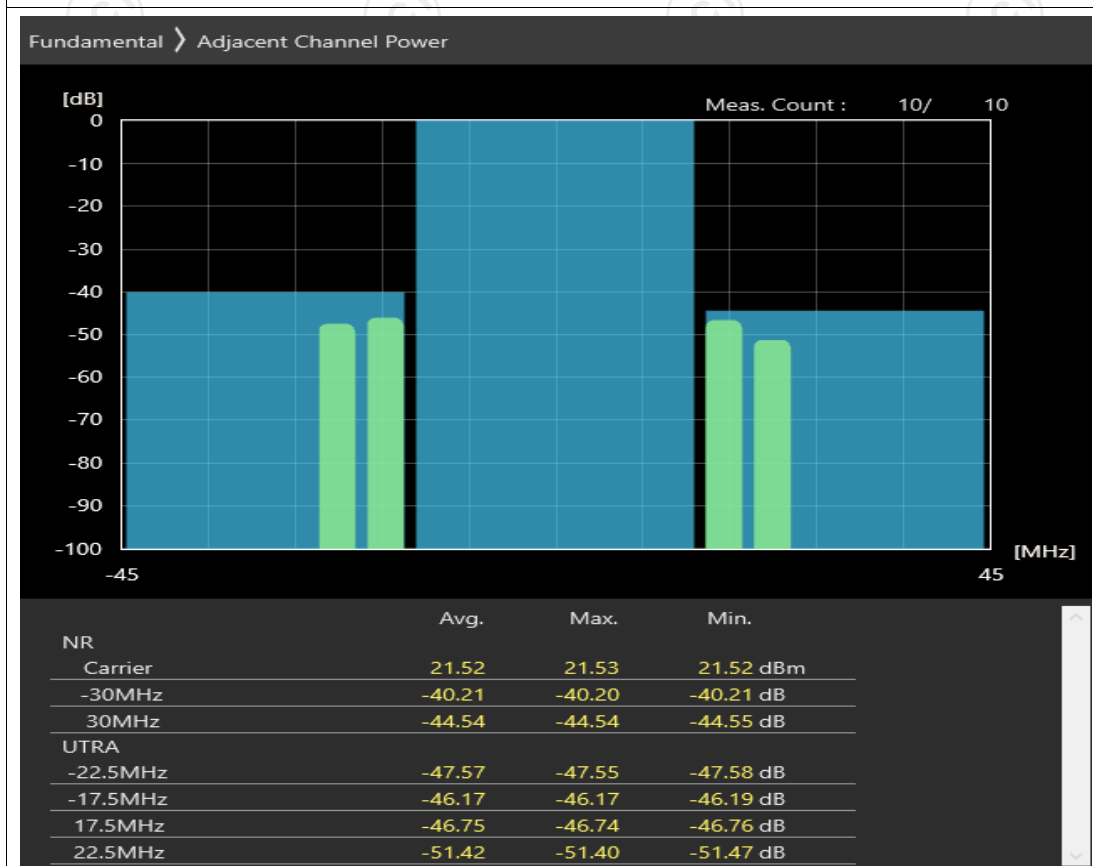 Fundamental ❯ Adjacent Channel Power
[dB]
Meas. Count : 10/ 10
0
-10
-20
-30
-40
-50
-60
-70
-80
-90
-100
[MHz]
-45 45
Avg. Max. Min.
NR
Carrier 21.52 21.53 21.52 dBm
-30MHz -40.21 -40.20 -40.21 dB
30MHz -44.54 -44.54 -44.55 dB
UTRA
-22.5MHz -47.57 -47.55 -47.58 dB
-17.5MHz -46.17 -46.17 -46.19 dB
17.5MHz -46.75 -46.74 -46.76 dB
22.5MHz -51.42 -51.40 -51.47 dB